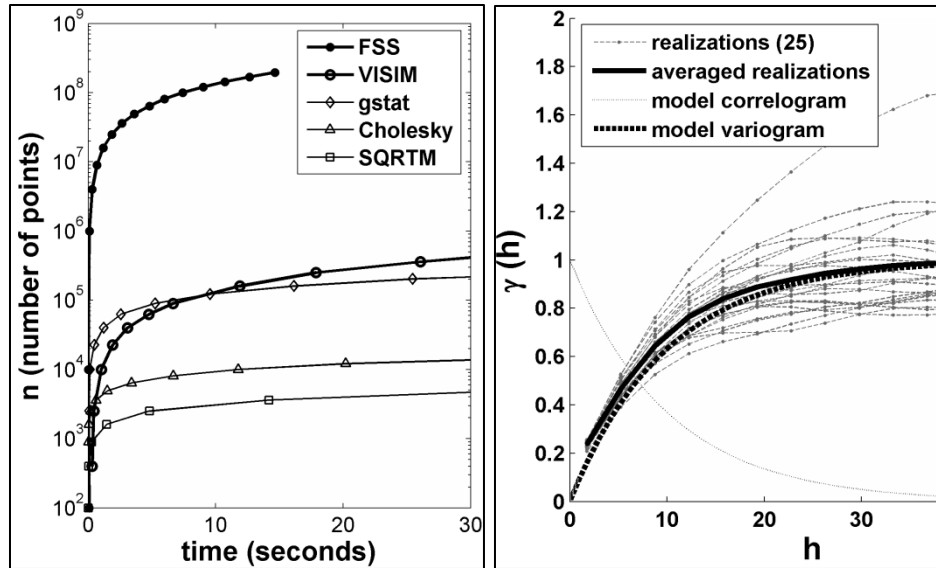 10^9
10^8
10^7
10^6
10^5
10^4
10^3
10^2
n (number of points)
FSS
VISIM
gstat
Cholesky
SQRTM
0 10 20 30
time (seconds)
2
1.8
1.6
1.4
1.2
1
0.8
0.6
0.4
0.2
0
γ (h)
realizations (25)
averaged realizations
model correlogram
model variogram
0 10 20 30
h